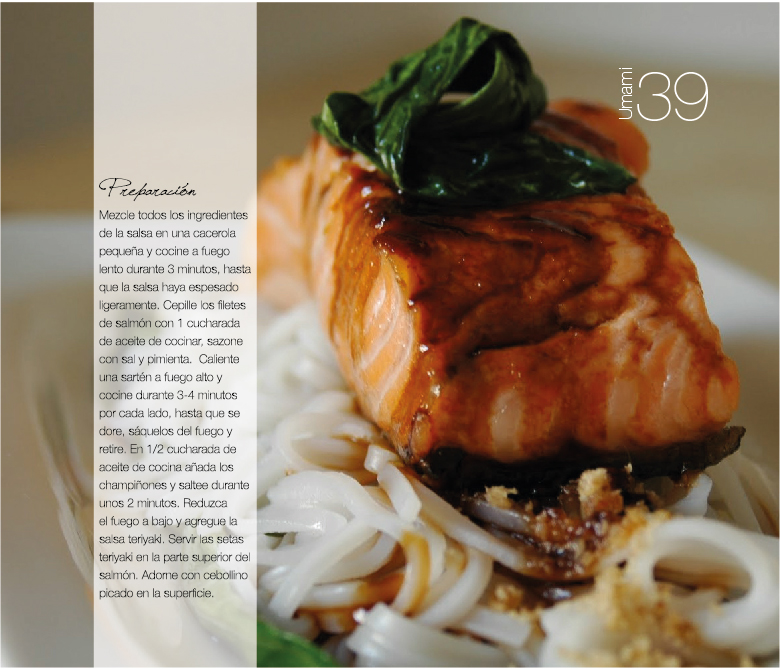 Umami
39
Preparación
Mezcle todos los ingredientes
de la salsa en una cacerola
pequeña y cocine a fuego
lento durante 3 minutos, hasta
que la salsa haya espesado
ligeramente. Cepille los filetes
de salmón con 1 cucharada
de aceite de cocinar, sazone
con sal y pimienta.  Caliente
una sartén a fuego alto y
cocine durante 3-4 minutos
por cada lado, hasta que se
dore, sáquelos del fuego y
retire. En 1/2 cucharada de
aceite de cocina añada los
champiñones y saltee durante
unos 2 minutos. Reduzca
el fuego a bajo y agregue la
salsa teriyaki. Servir las setas
teriyaki en la parte superior del
salmón. Adorne con cebollino
picado en la superficie.